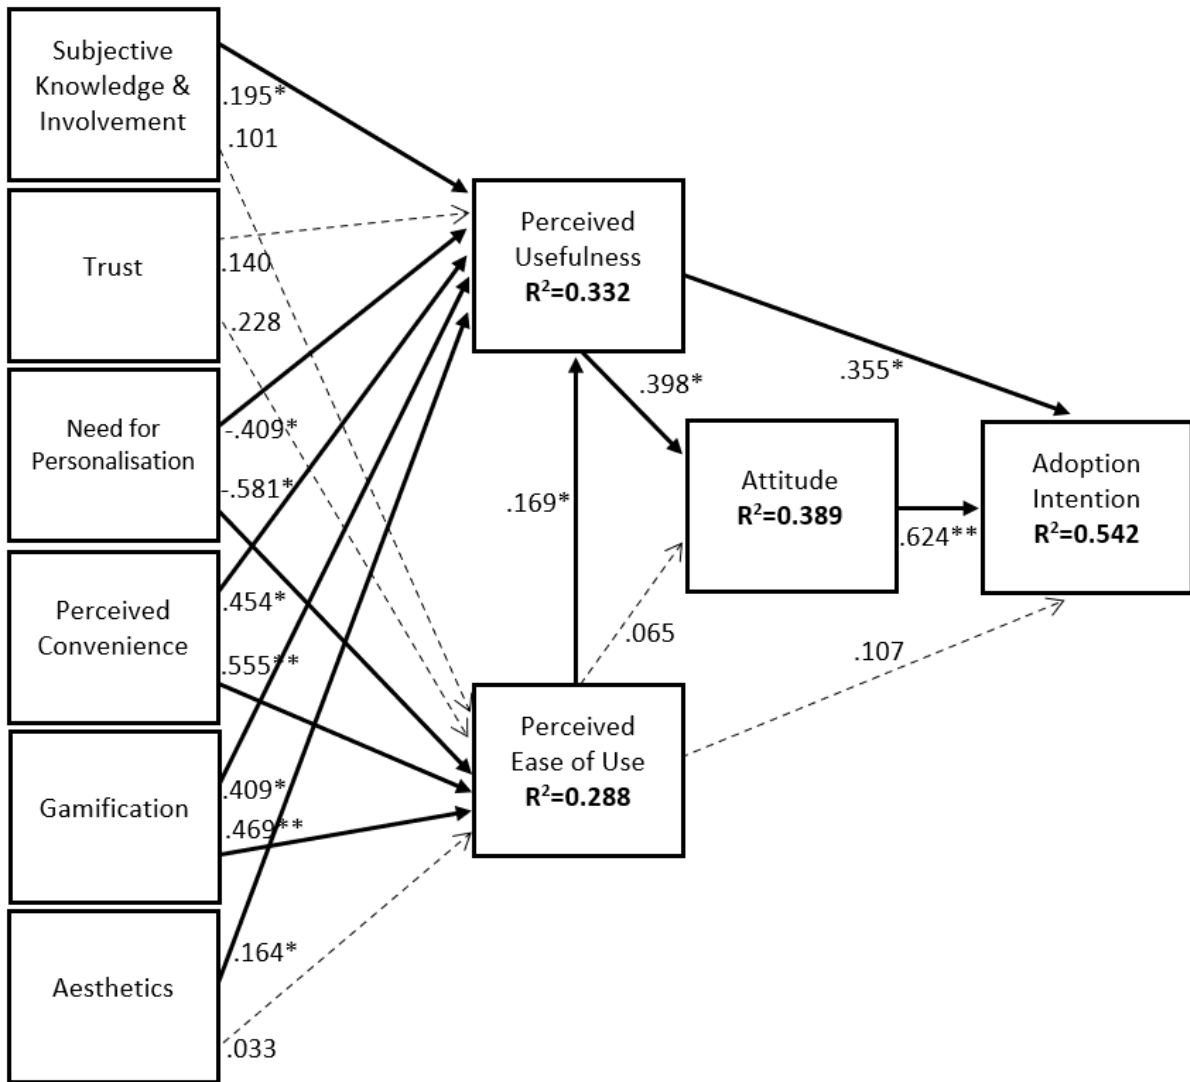 Subjective
Knowledge &
Involvement
.195*
.101
Trust
.140
.228
Need for
Personalisation
-.409*
-.581*
Perceived
Convenience
.454*
.555**
Gamification
.409*
.469**
Aesthetics
.164*
.033
Perceived
Usefulness
R²=0.332
.398*
.355*
.169*
Attitude
R²=0.389
.624**
Adoption
Intention
R²=0.542
.065
.107
Perceived
Ease of Use
R²=0.288